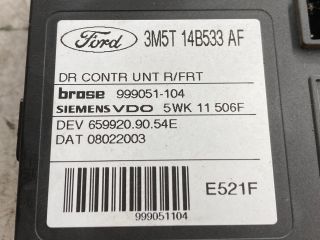 Ford 3M5T 14B533 AF
DR CONTR UNT R/FRT
brose 999051-104
SIEMENS VDO 5WK 11 506F
DEV 659920.90.54E
DAT 08022003
E521F
999051104